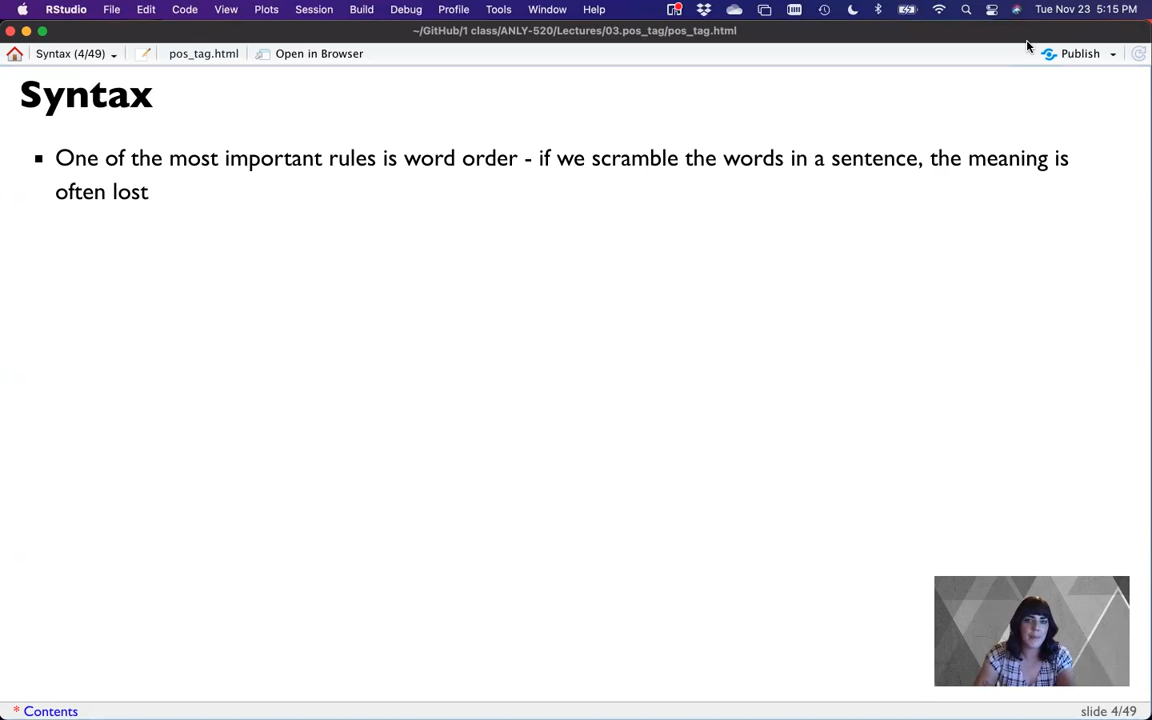 RStudio File Edit Code View Plots Session Build Debug Profile Tools Window Help Tue Nov 23 5:15 PM
~/GitHub/1 class/ANLY-520/Lectures/03.pos_tag/pos_tag.html
Syntax (4/49) pos_tag.html Open in Browser Publish
Syntax
One of the most important rules is word order - if we scramble the words in a sentence, the meaning is
often lost
* Contents slide 4/49